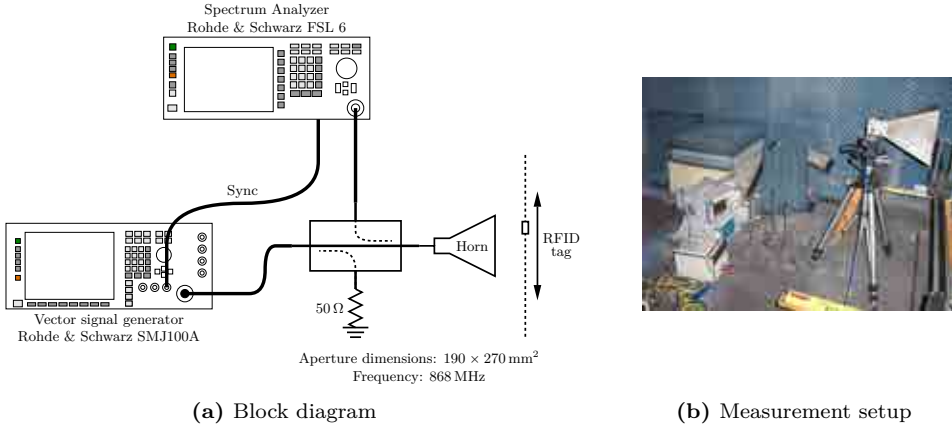 Spectrum Analyzer
Rohde & Schwarz FSL 6
Sync
Horn
RFID
tag
50 Ω
Vector signal generator
Rohde & Schwarz SMJ100A
Aperture dimensions: 190 × 270 mm²
Frequency: 868 MHz
(a) Block diagram
(b) Measurement setup